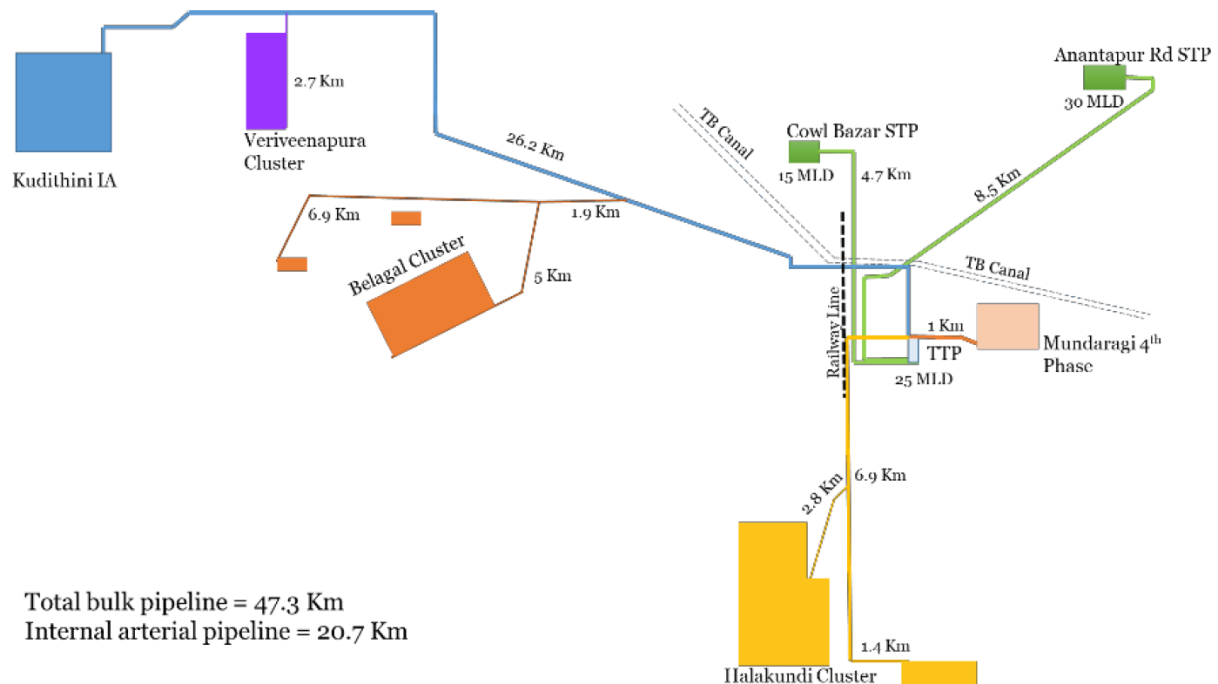 Anantapur Rd STP
30 MLD
TB Canal
Cowl Bazar STP
15 MLD
4.7 Km
8.5 Km
2.7 Km
Veriveenapura
Cluster
Kudithini IA
26.2 Km
6.9 Km
1.9 Km
Belagal Cluster
5 Km
TB Canal
Railway Line
1 Km
TTP
25 MLD
Mundaragi 4th
Phase
6.9 Km
2.8 Km
Halakundi Cluster
1.4 Km
Total bulk pipeline = 47.3 Km
Internal arterial pipeline = 20.7 Km